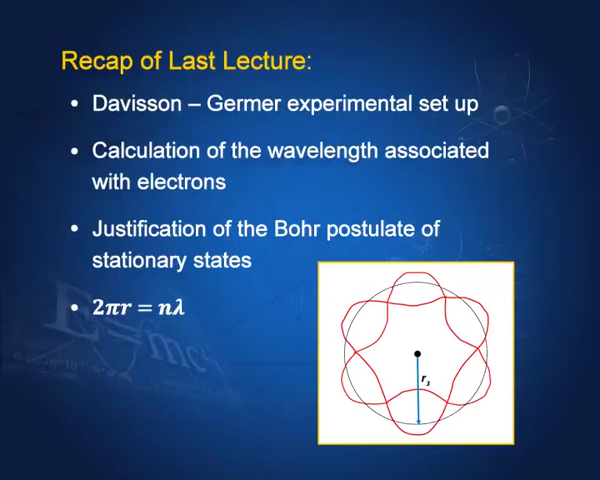 Recap of Last Lecture:
• Davisson – Germer experimental set up
• Calculation of the wavelength associated
with electrons
• Justification of the Bohr postulate of
stationary states
• 2πr = nλ
r₃
E=mc²